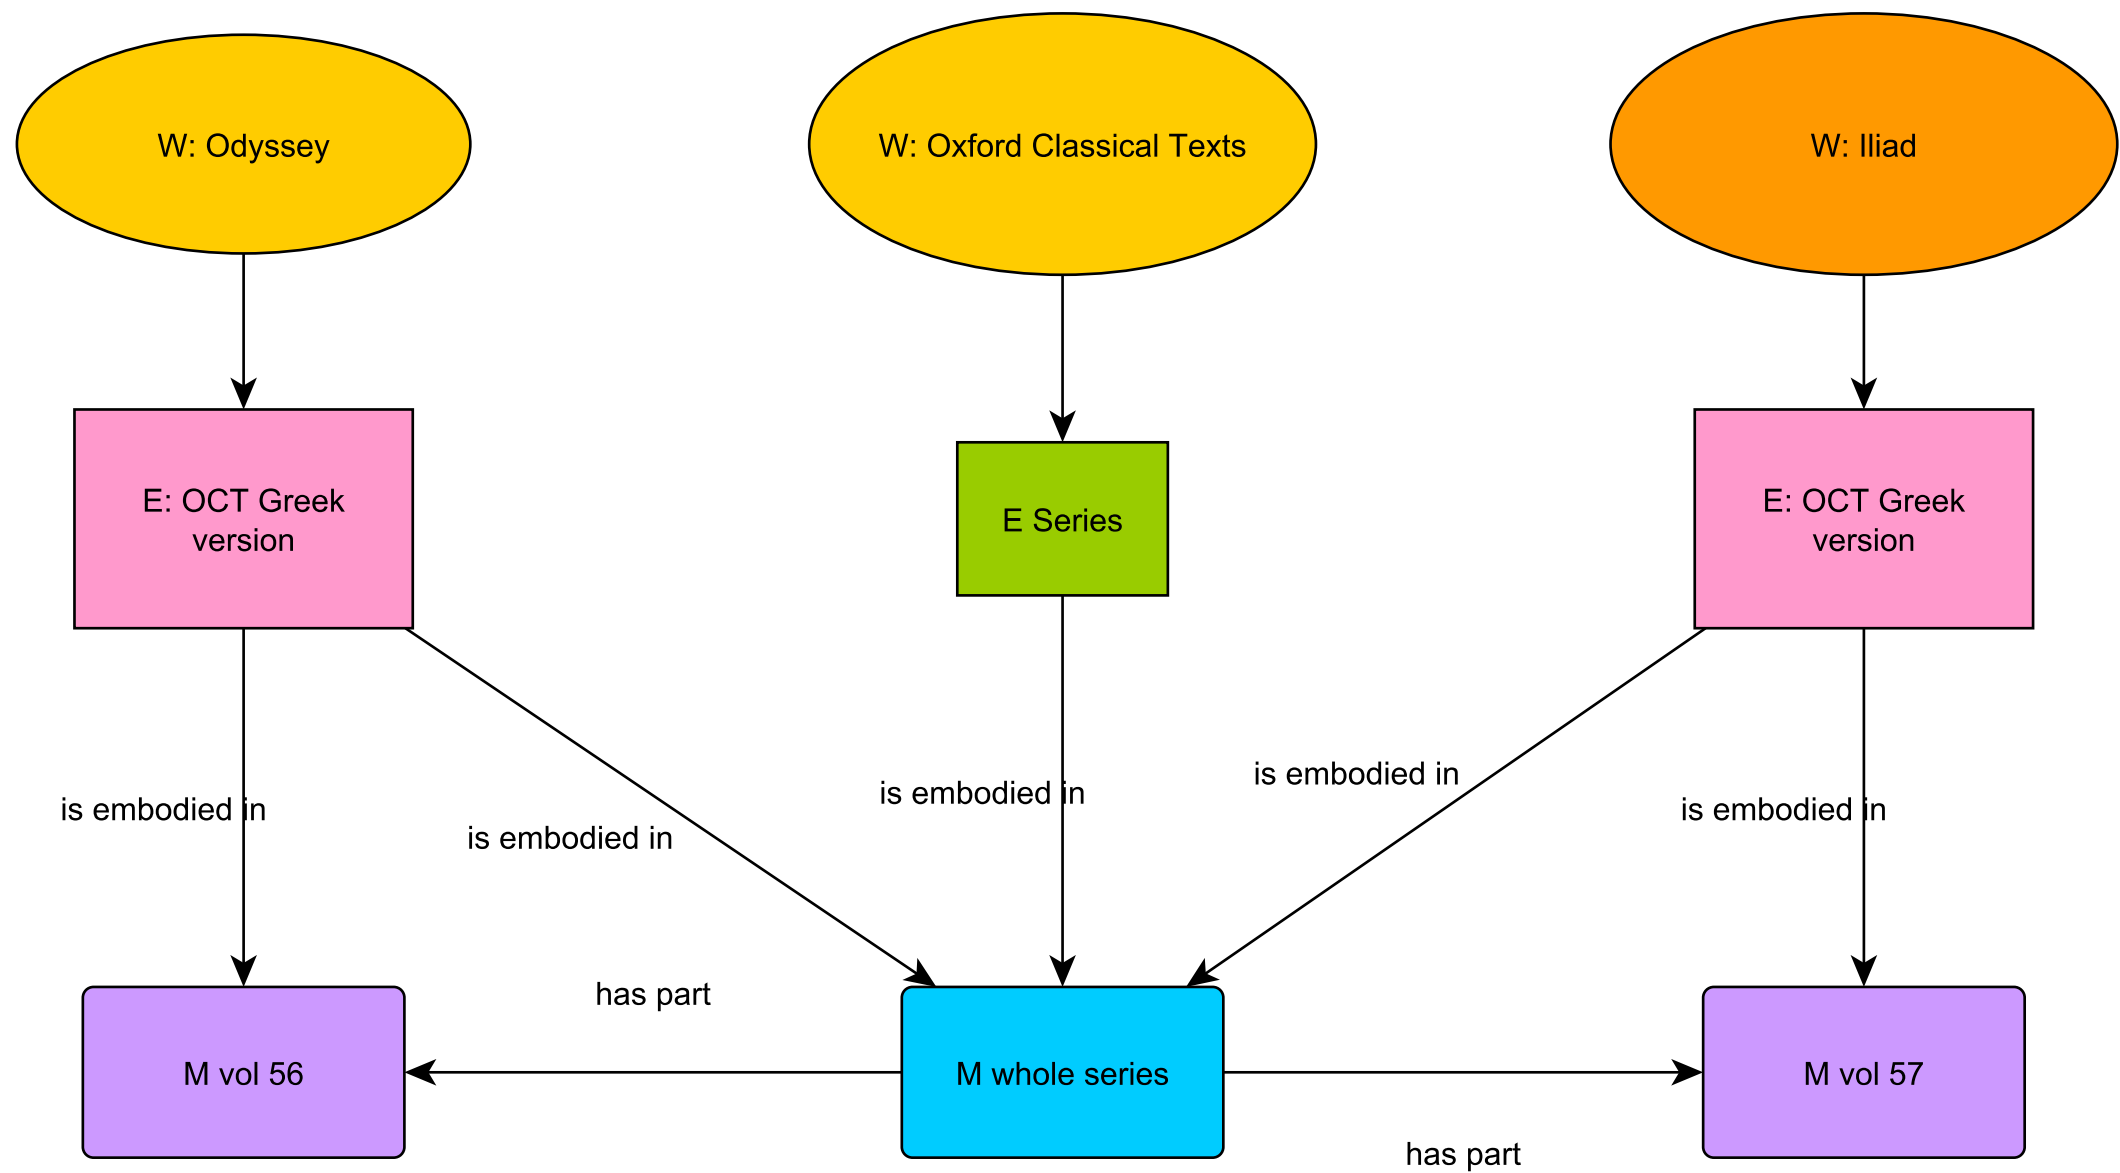 W: Odyssey
W: Oxford Classical Texts
W: Iliad
E: OCT Greek
version
E Series
E: OCT Greek
version
is embodied in
is embodied in
is embodied in
is embodied in
is embodied in
has part
M vol 56
M whole series
M vol 57
has part